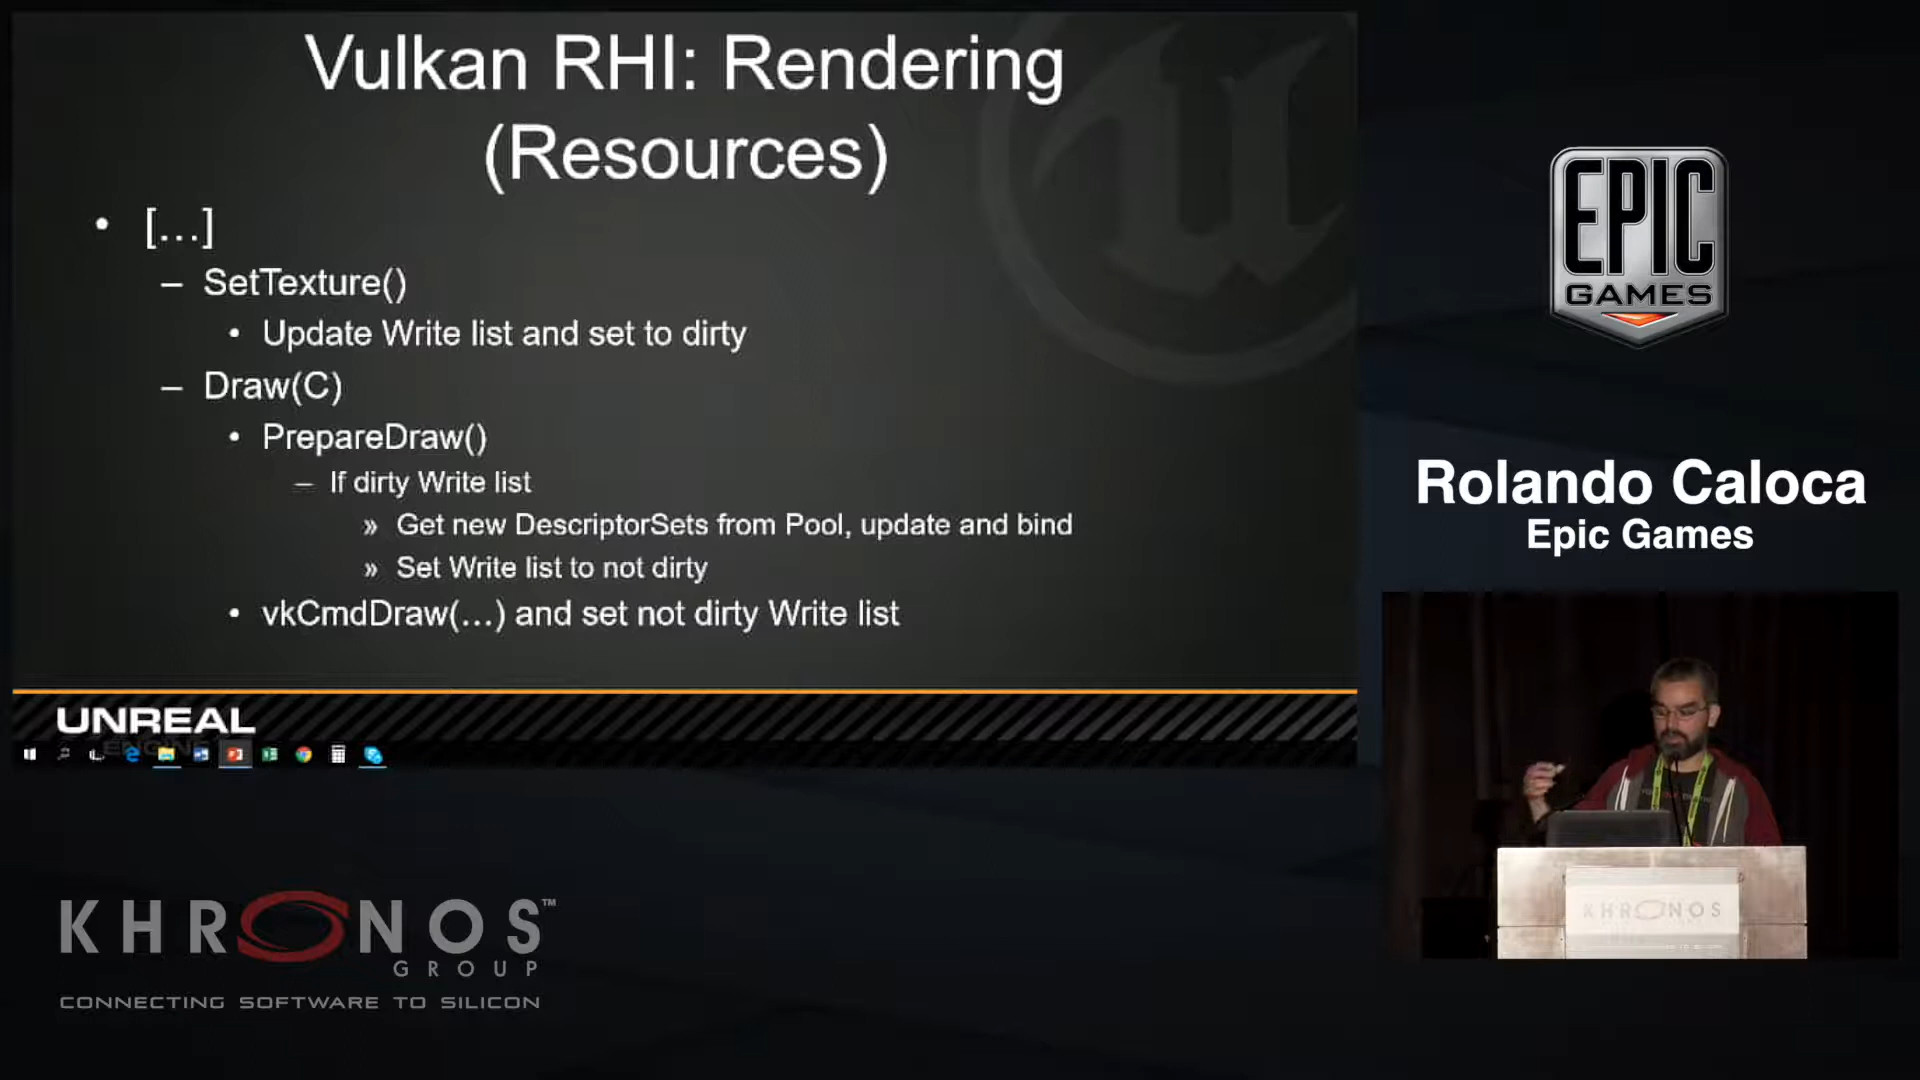 Vulkan RHI: Rendering
(Resources)
• […]
– SetTexture()
• Update Write list and set to dirty
– Draw(C)
• PrepareDraw()
– If dirty Write list
» Get new DescriptorSets from Pool, update and bind
» Set Write list to not dirty
• vkCmdDraw(…) and set not dirty Write list
UNREAL
ENGINE
EPIC
GAMES
Rolando Caloca
Epic Games
KHRONOS
KHRONOS™
GROUP
CONNECTING SOFTWARE TO SILICON